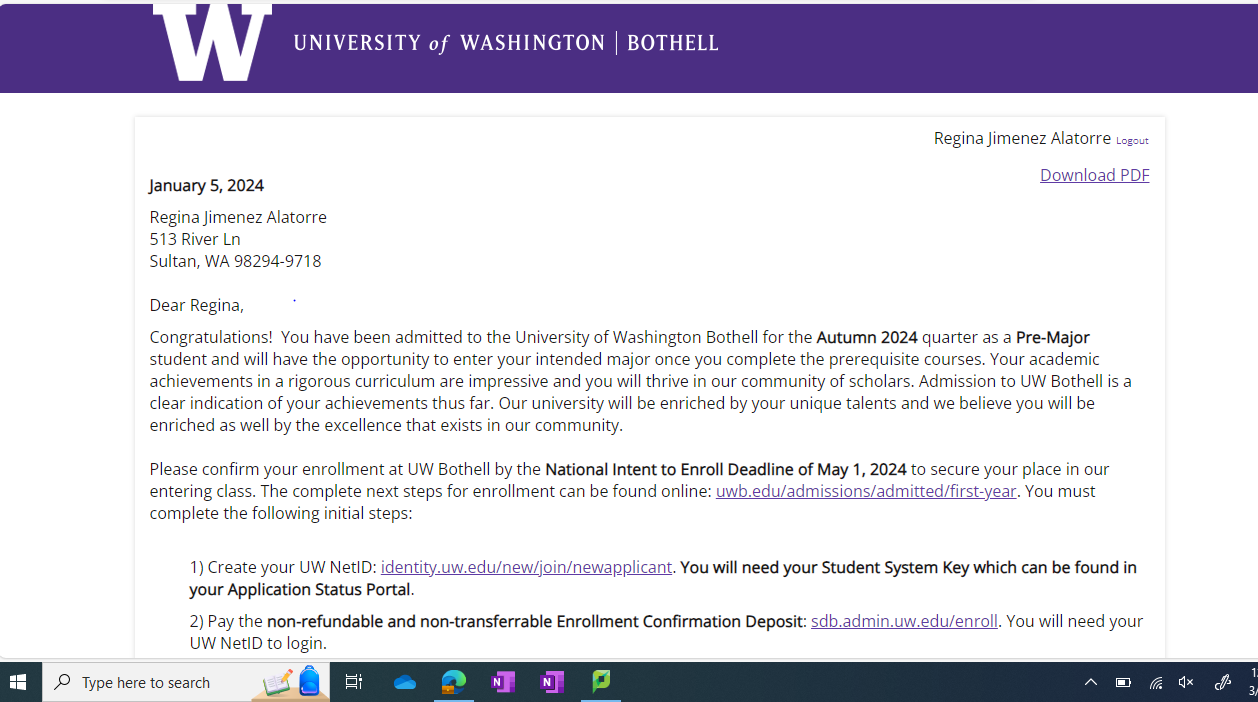 W
UNIVERSITY of WASHINGTON | BOTHELL
Regina Jimenez Alatorre Logout
Download PDF
January 5, 2024
Regina Jimenez Alatorre
513 River Ln
Sultan, WA 98294-9718
Dear Regina,
Congratulations! You have been admitted to the University of Washington Bothell for the Autumn 2024 quarter as a Pre-Major
student and will have the opportunity to enter your intended major once you complete the prerequisite courses. Your academic
achievements in a rigorous curriculum are impressive and you will thrive in our community of scholars. Admission to UW Bothell is a
clear indication of your achievements thus far. Our university will be enriched by your unique talents and we believe you will be
enriched as well by the excellence that exists in our community.
Please confirm your enrollment at UW Bothell by the National Intent to Enroll Deadline of May 1, 2024 to secure your place in our
entering class. The complete next steps for enrollment can be found online: uwb.edu/admissions/admitted/first-year. You must
complete the following initial steps:
1) Create your UW NetID: identity.uw.edu/new/join/newapplicant. You will need your Student System Key which can be found in
your Application Status Portal.
2) Pay the non-refundable and non-transferrable Enrollment Confirmation Deposit: sdb.admin.uw.edu/enroll. You will need your
UW NetID to login.
Type here to search
N
N